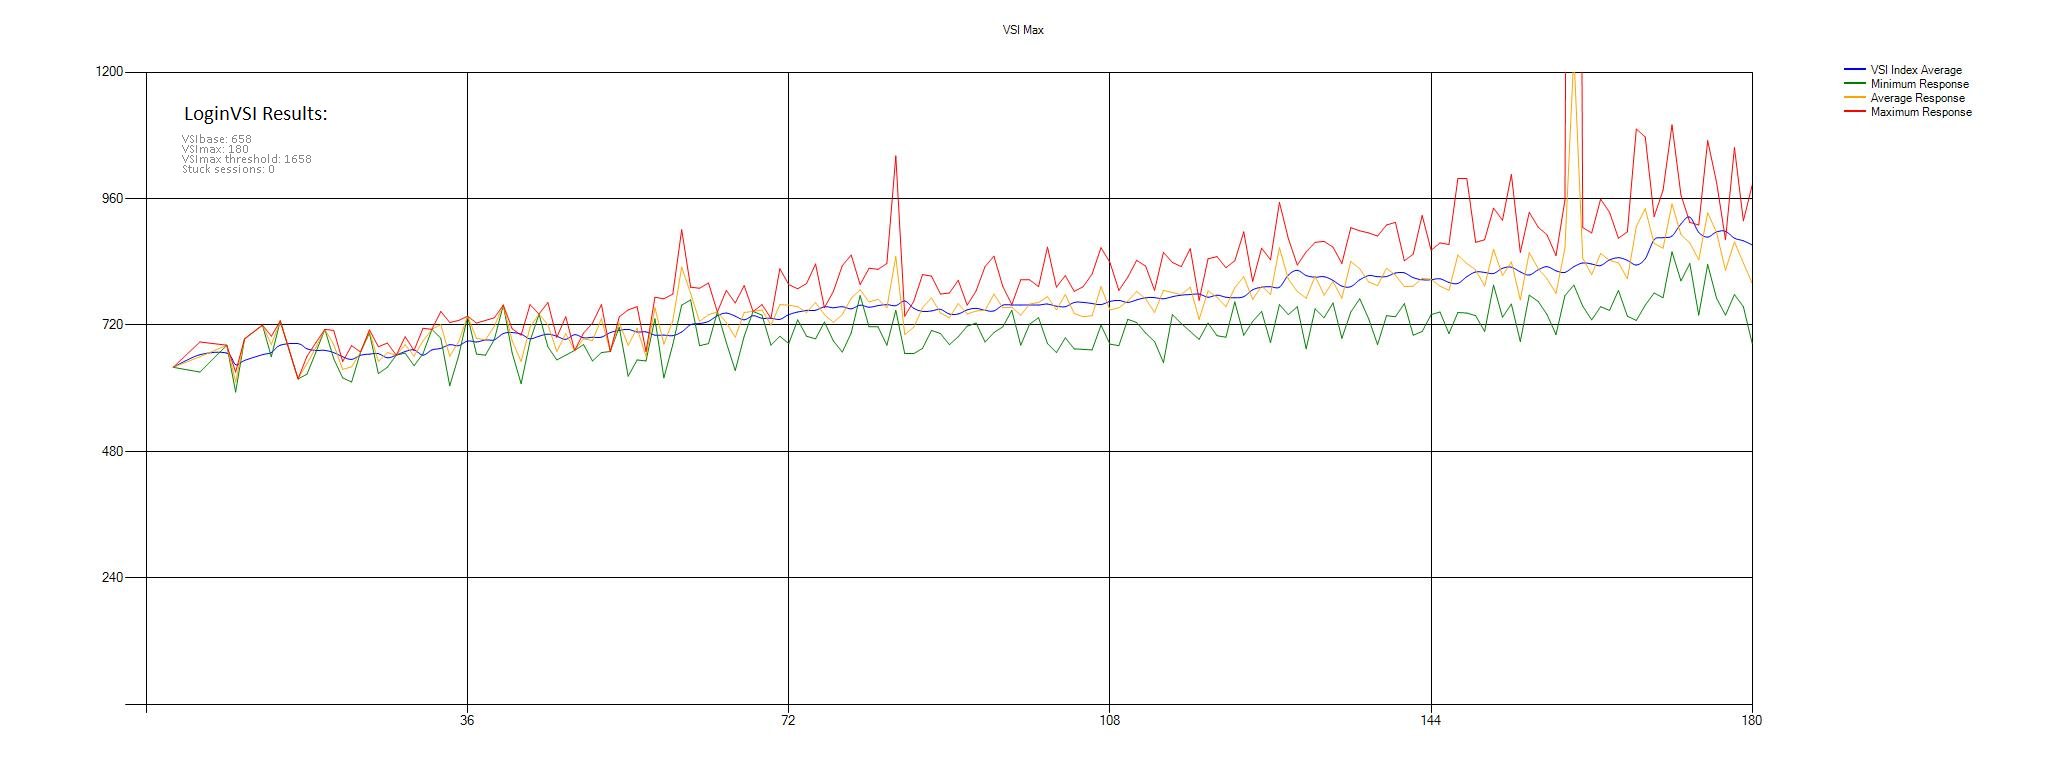 VSI Max
1200
960
720
480
240
36
72
108
144
180
LoginVSI Results:
VSIbase: 658
VSImax: 180
VSImax threshold: 1658
Stuck sessions: 0
VSI Index Average
Minimum Response
Average Response
Maximum Response